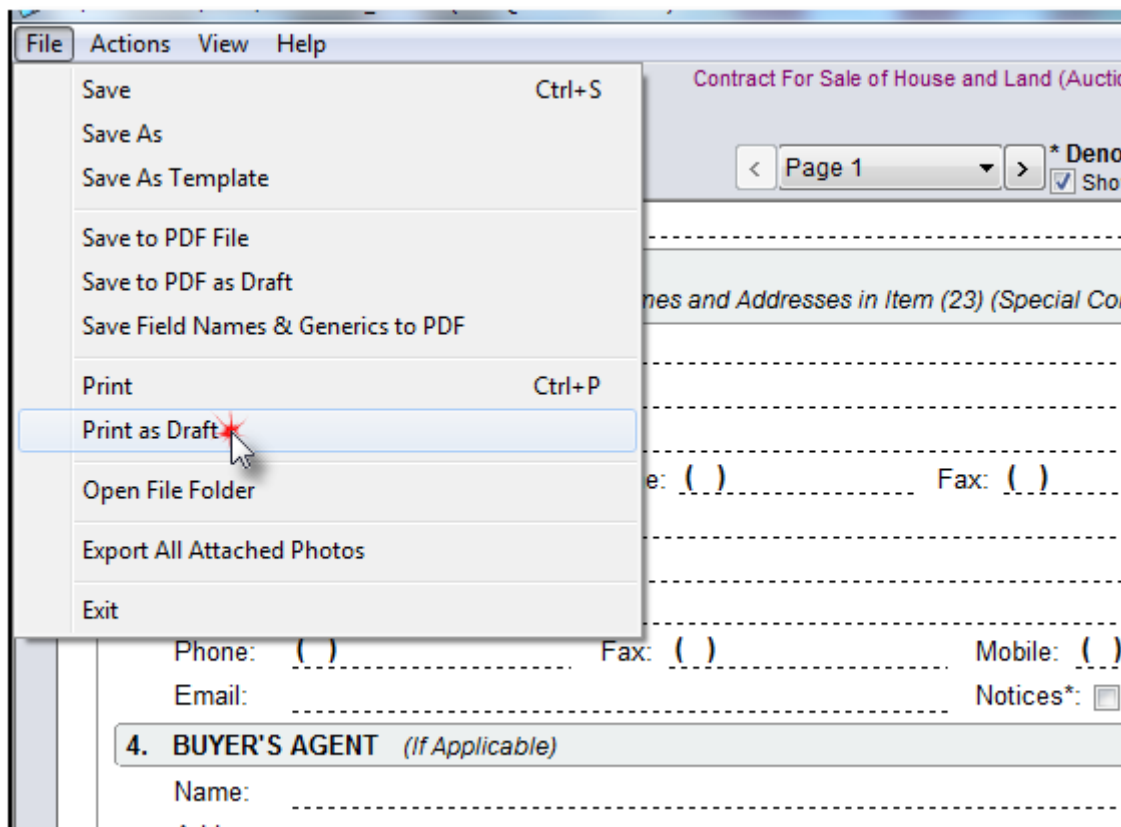 File Actions View Help
Contract For Sale of House and Land (Auctio
Save Ctrl+S
Save As
Save As Template
< Page 1 > * Deno
Sho
Save to PDF File
Save to PDF as Draft
mes and Addresses in Item (23) (Special Co
Save Field Names & Generics to PDF
Print Ctrl+P
Print as Draft
Open File Folder
e: ( ) Fax: ( )
Export All Attached Photos
Exit
Phone: ( ) Fax: ( ) Mobile: ( )
Email: Notices*:
4. BUYER'S AGENT (If Applicable)
Name: